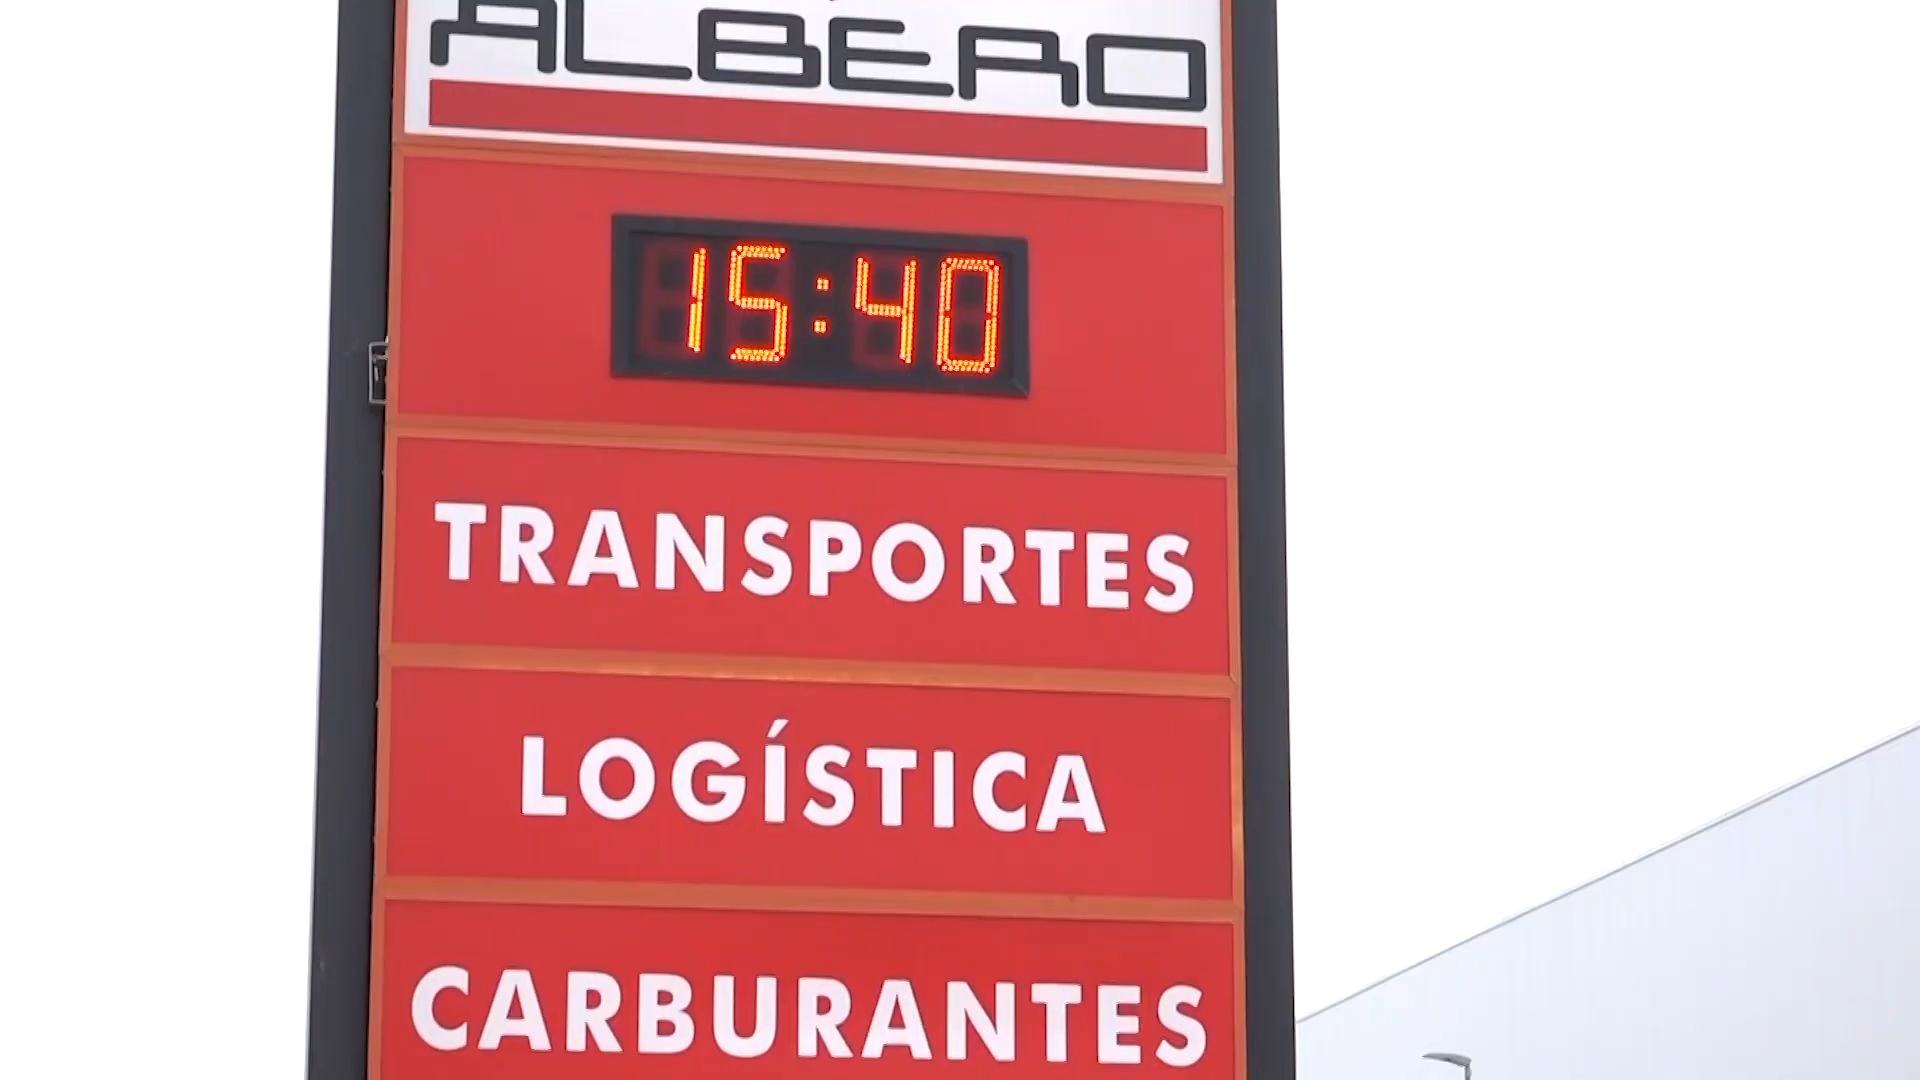 ALBERO
15:40
TRANSPORTES
LOGÍSTICA
CARBURANTES